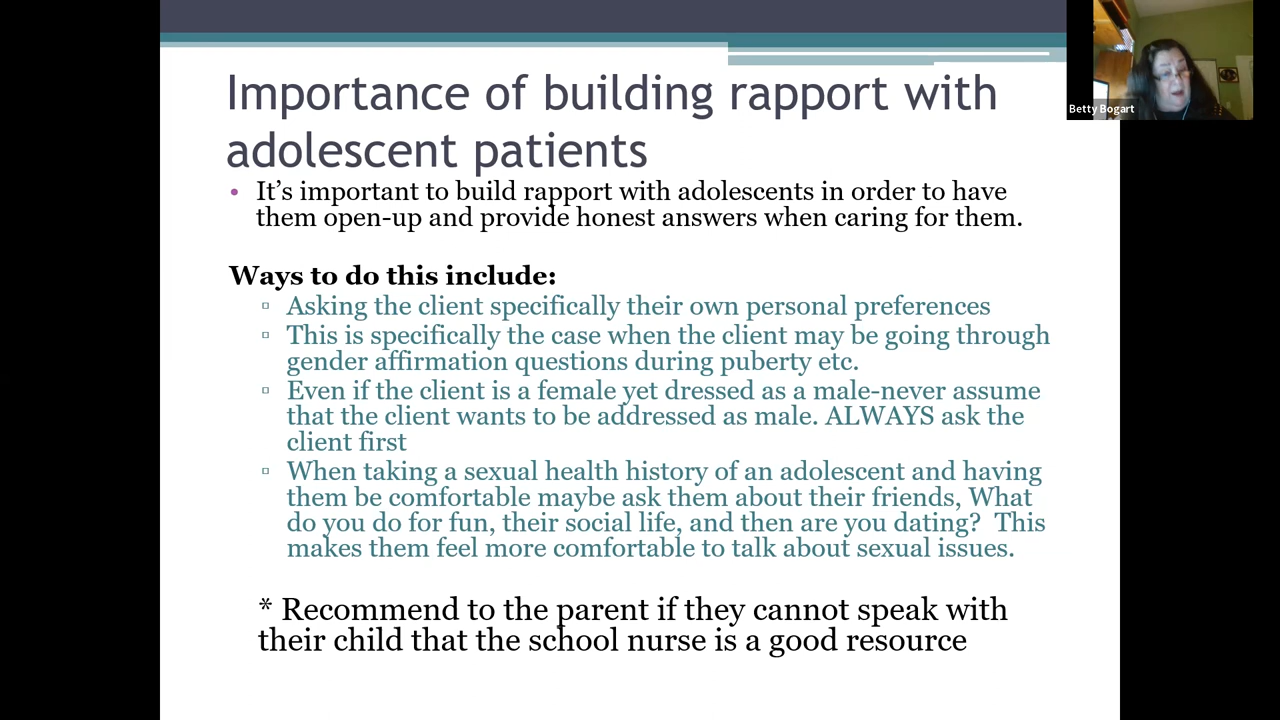 Importance of building rapport with
adolescent patients
• It's important to build rapport with adolescents in order to have
them open-up and provide honest answers when caring for them.
Ways to do this include:
▫ Asking the client specifically their own personal preferences
▫ This is specifically the case when the client may be going through
gender affirmation questions during puberty etc.
▫ Even if the client is a female yet dressed as a male-never assume
that the client wants to be addressed as male. ALWAYS ask the
client first
▫ When taking a sexual health history of an adolescent and having
them be comfortable maybe ask them about their friends, What
do you do for fun, their social life, and then are you dating?  This
makes them feel more comfortable to talk about sexual issues.
* Recommend to the parent if they cannot speak with
their child that the school nurse is a good resource
Betty Bogart